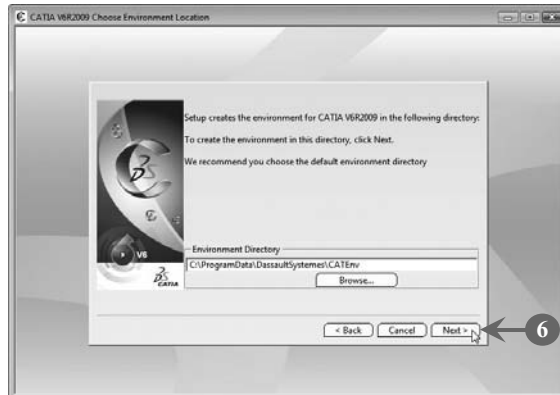 CATIA V6R2009 Choose Environment Location
Setup creates the environment for CATIA V6R2009 in the following directory:
To create the environment in this directory, click Next.
We recommend you choose the default environment directory
V6
CATIA
Environment Directory
C:\ProgramData\DassaultSystemes\CATEnv
Browse...
< Back Cancel Next >
6